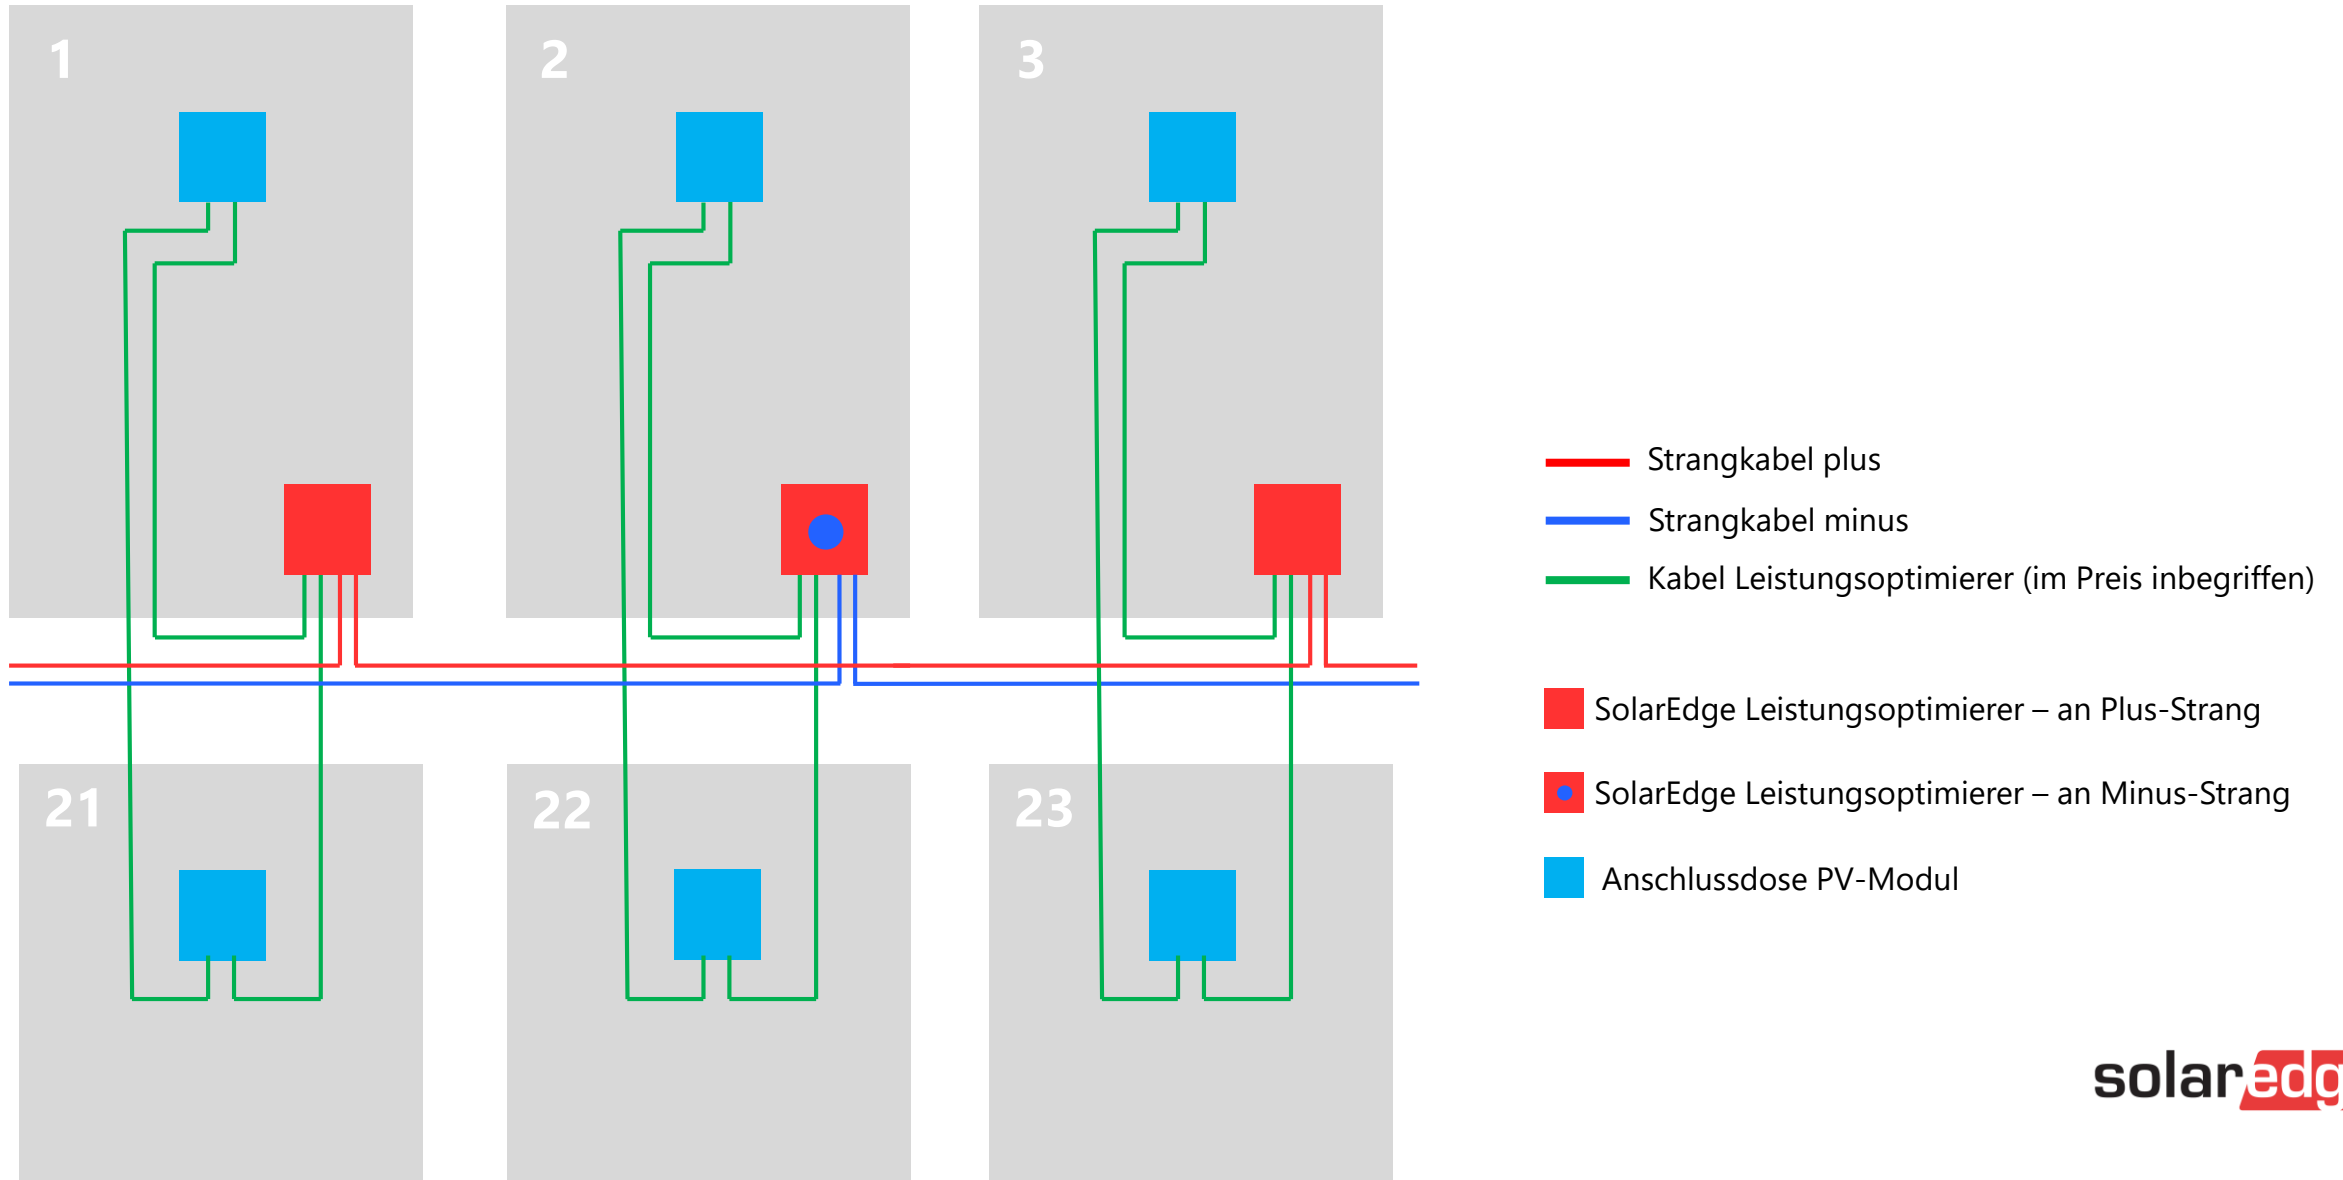 1
2
3
Strangkabel plus
Strangkabel minus
Kabel Leistungsoptimierer (im Preis inbegriffen)
SolarEdge Leistungsoptimierer – an Plus-Strang
21
22
23
SolarEdge Leistungsoptimierer – an Minus-Strang
Anschlussdose PV-Modul
solaredg